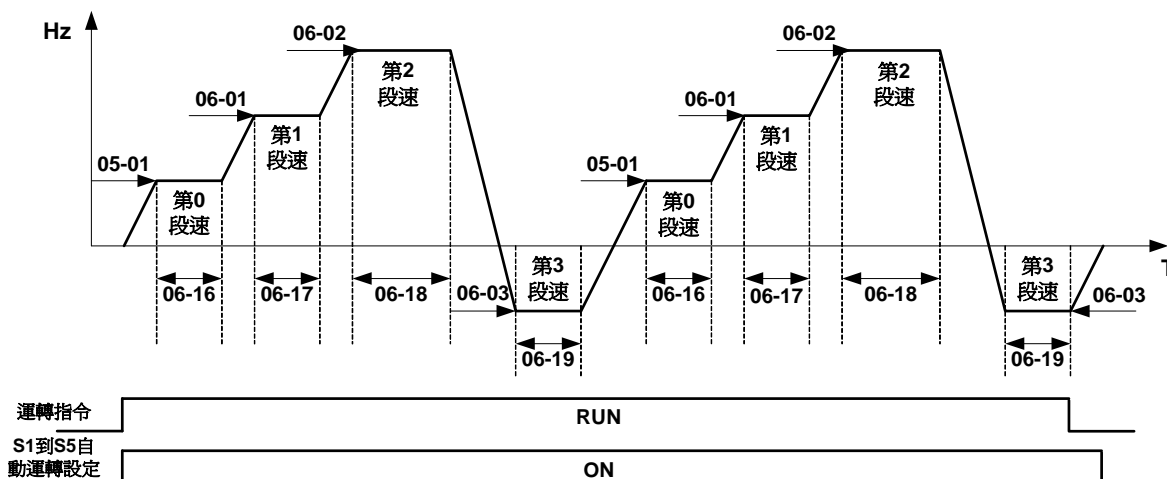 Hz
06-02
06-02
第2
段速
第2
段速
06-01
06-01
第1
段速
第1
段速
05-01
05-01
第0
段速
第0
段速
T
第3
段速
第3
段速
06-16
06-17
06-18
06-03
06-16
06-17
06-18
06-03
06-19
06-19
運轉指令
RUN
S1到S5自
動運轉設定
ON